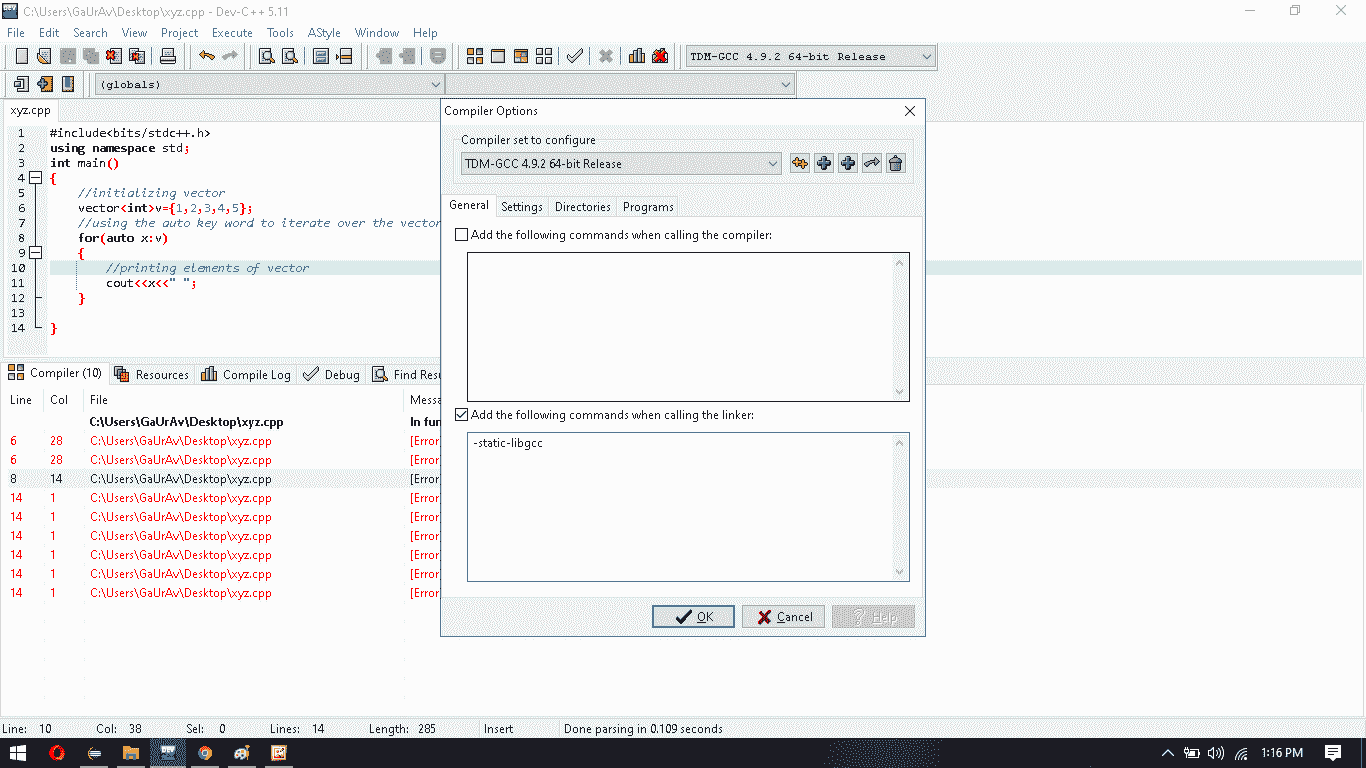 C:\Users\GaUrAv\Desktop\xyz.cpp - Dev-C++ 5.11
File Edit Search View Project Execute Tools AStyle Window Help
TDM-GCC 4.9.2 64-bit Release
(globals)
xyz.cpp
1 #include<bits/stdc++.h>
2 using namespace std;
3 int main()
4 {
5 //initializing vector
6 vector<int>v={1,2,3,4,5};
7 //using the auto key word to iterate over the vector
8 for(auto x:v)
9 {
10 //printing elements of vector
11 cout<<x<<" ";
12 }
13
14 }
Compiler Options
Compiler set to configure
TDM-GCC 4.9.2 64-bit Release
General Settings Directories Programs
Add the following commands when calling the compiler:
Add the following commands when calling the linker:
-static-libgcc
OK Cancel Help
Compiler (10) Resources Compile Log Debug Find Resu
Line Col File Messa
C:\Users\GaUrAv\Desktop\xyz.cpp In fun
6 28 C:\Users\GaUrAv\Desktop\xyz.cpp [Error
6 28 C:\Users\GaUrAv\Desktop\xyz.cpp [Error
8 14 C:\Users\GaUrAv\Desktop\xyz.cpp [Error
14 1 C:\Users\GaUrAv\Desktop\xyz.cpp [Error
14 1 C:\Users\GaUrAv\Desktop\xyz.cpp [Error
14 1 C:\Users\GaUrAv\Desktop\xyz.cpp [Error
14 1 C:\Users\GaUrAv\Desktop\xyz.cpp [Error
14 1 C:\Users\GaUrAv\Desktop\xyz.cpp [Error
14 1 C:\Users\GaUrAv\Desktop\xyz.cpp [Error
Line: 10 Col: 38 Sel: 0 Lines: 14 Length: 285 Insert Done parsing in 0.109 seconds
1:16 PM